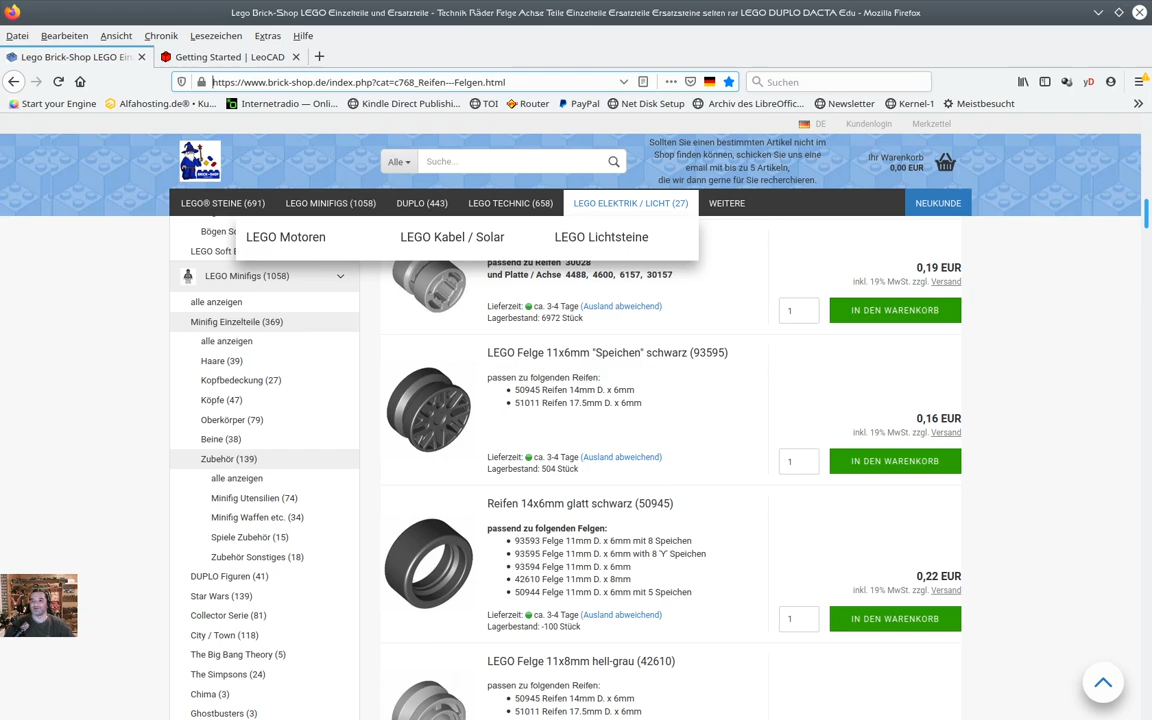 Lego Brick-Shop LEGO Einzelteile und Ersatzteile - Technik Räder Felge Achse Teile Einzelteile Ersatzteile Ersatzsteine selten rar LEGO DUPLO DACTA Edu - Mozilla Firefox
Datei Bearbeiten Ansicht Chronik Lesezeichen Extras Hilfe
Lego Brick-Shop LEGO Ein
Getting Started | LeoCAD
https://www.brick-shop.de/index.php?cat=c768_Reifen---Felgen.html
Suchen
yD
Start your Engine
Alfahosting.de® • Ku...
Internetradio — Onli...
Kindle Direct Publishi...
TOI
Router
PayPal
Net Disk Setup
Archiv des LibreOffic...
Newsletter
Kernel-1
Meistbesucht
DE
Kundenlogin
Merkzettel
BRICK-SHOP
Alle
Suche...
Sollten Sie einen bestimmten Artikel nicht im
Shop finden können, schicken Sie uns eine
email mit bis zu 5 Artikeln,
die wir dann gerne für Sie recherchieren.
Ihr Warenkorb
0,00 EUR
LEGO® STEINE (691)
LEGO MINIFIGS (1058)
DUPLO (443)
LEGO TECHNIC (658)
LEGO ELEKTRIK / LICHT (27)
WEITERE
NEUKUNDE
LEGO Motoren
LEGO Kabel / Solar
LEGO Lichtsteine
Bögen So
LEGO Soft B
LEGO Minifigs (1058)
alle anzeigen
Minifig Einzelteile (369)
alle anzeigen
Haare (39)
Kopfbedeckung (27)
Köpfe (47)
Oberkörper (79)
Beine (38)
Zubehör (139)
alle anzeigen
Minifig Utensilien (74)
Minifig Waffen etc. (34)
Spiele Zubehör (15)
Zubehör Sonstiges (18)
DUPLO Figuren (41)
Star Wars (139)
Collector Serie (81)
City / Town (118)
The Big Bang Theory (5)
The Simpsons (24)
Chima (3)
Ghostbusters (3)
passend zu Reifen 30028
und Platte / Achse 4488, 4600, 6157, 30157
Lieferzeit: ca. 3-4 Tage (Ausland abweichend)
Lagerbestand: 6972 Stück
0,19 EUR
inkl. 19% MwSt. zzgl. Versand
1
IN DEN WARENKORB
LEGO Felge 11x6mm "Speichen" schwarz (93595)
passen zu folgenden Reifen:
50945 Reifen 14mm D. x 6mm
51011 Reifen 17.5mm D. x 6mm
Lieferzeit: ca. 3-4 Tage (Ausland abweichend)
Lagerbestand: 504 Stück
0,16 EUR
inkl. 19% MwSt. zzgl. Versand
1
IN DEN WARENKORB
Reifen 14x6mm glatt schwarz (50945)
passend zu folgenden Felgen:
93593 Felge 11mm D. x 6mm mit 8 Speichen
93595 Felge 11mm D. x 6mm with 8 'Y' Speichen
93594 Felge 11mm D. x 6mm
42610 Felge 11mm D. x 8mm
50944 Felge 11mm D. x 6mm mit 5 Speichen
Lieferzeit: ca. 3-4 Tage (Ausland abweichend)
Lagerbestand: -100 Stück
0,22 EUR
inkl. 19% MwSt. zzgl. Versand
1
IN DEN WARENKORB
LEGO Felge 11x8mm hell-grau (42610)
passen zu folgenden Reifen:
50945 Reifen 14mm D. x 6mm
51011 Reifen 17.5mm D. x 6mm